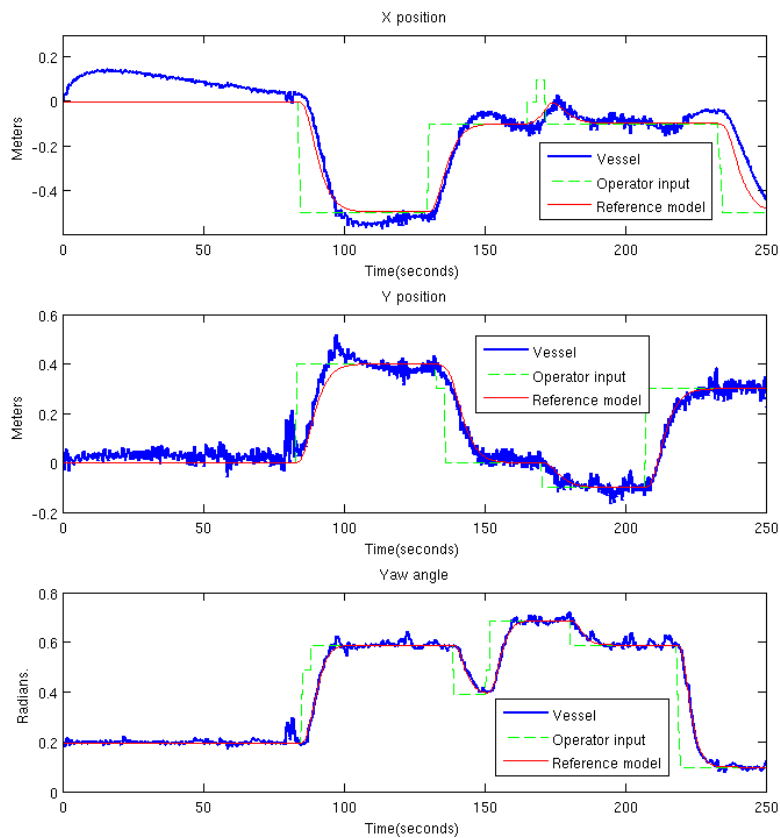 X position
0.2
0
-0.2
-0.4
Meters
0 50 100 150 200 250
Time(seconds)
Vessel
Operator input
Reference model
Y position
0.6
0.4
0.2
0
-0.2
Meters
0 50 100 150 200 250
Time(seconds)
Vessel
Operator input
Reference model
Yaw angle
0.8
0.6
0.4
0.2
0
Radians.
0 50 100 150 200 250
Time(seconds)
Vessel
Operator input
Reference model